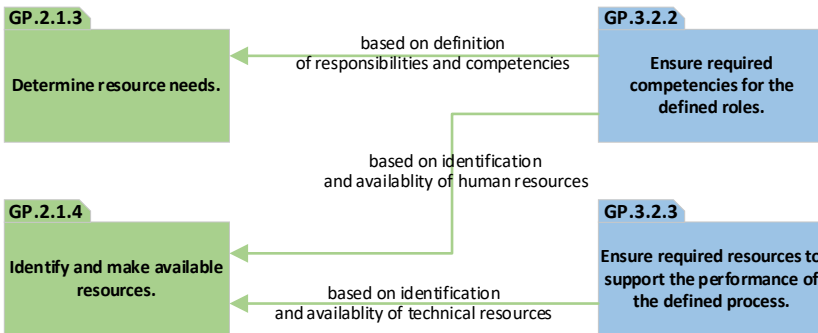 GP.2.1.3
Determine resource needs.
based on definition
of responsibilities and competencies
GP.3.2.2
Ensure required
competencies for the
defined roles.
based on identification
and availablity of human resources
GP.2.1.4
Identify and make available
resources.
based on identification
and availablity of technical resources
GP.3.2.3
Ensure required resources to
support the performance of
the defined process.